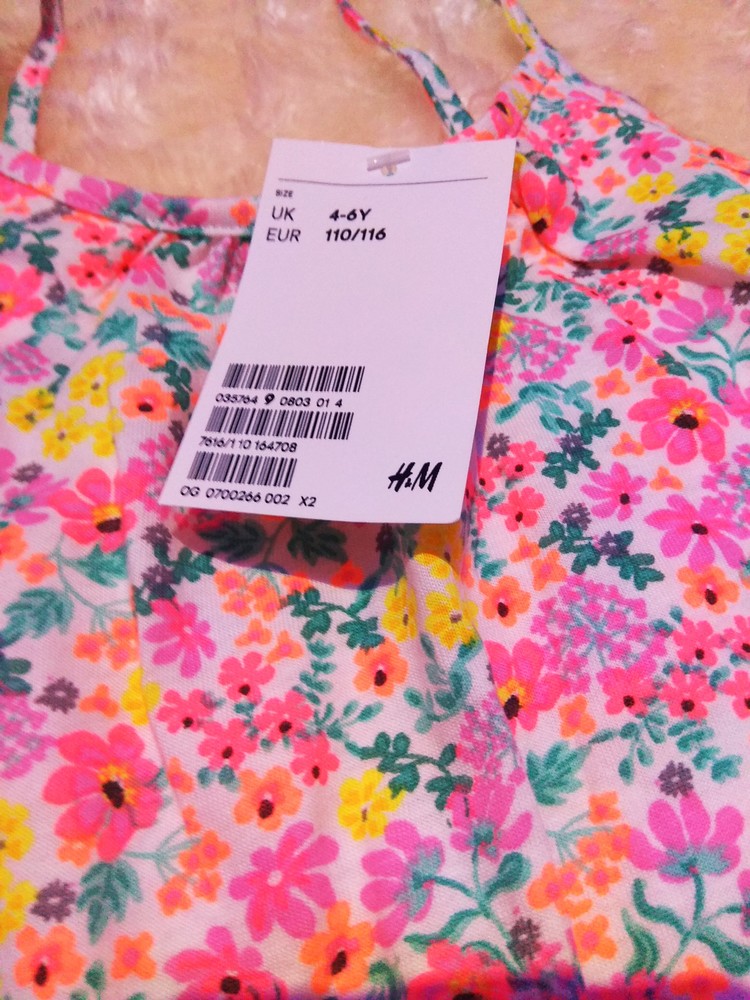 SIZE
UK 4-6Y
EUR 110/116
035764 9 0803 01 4
7616/110 164708
OG 0700266 002 X2
H&M